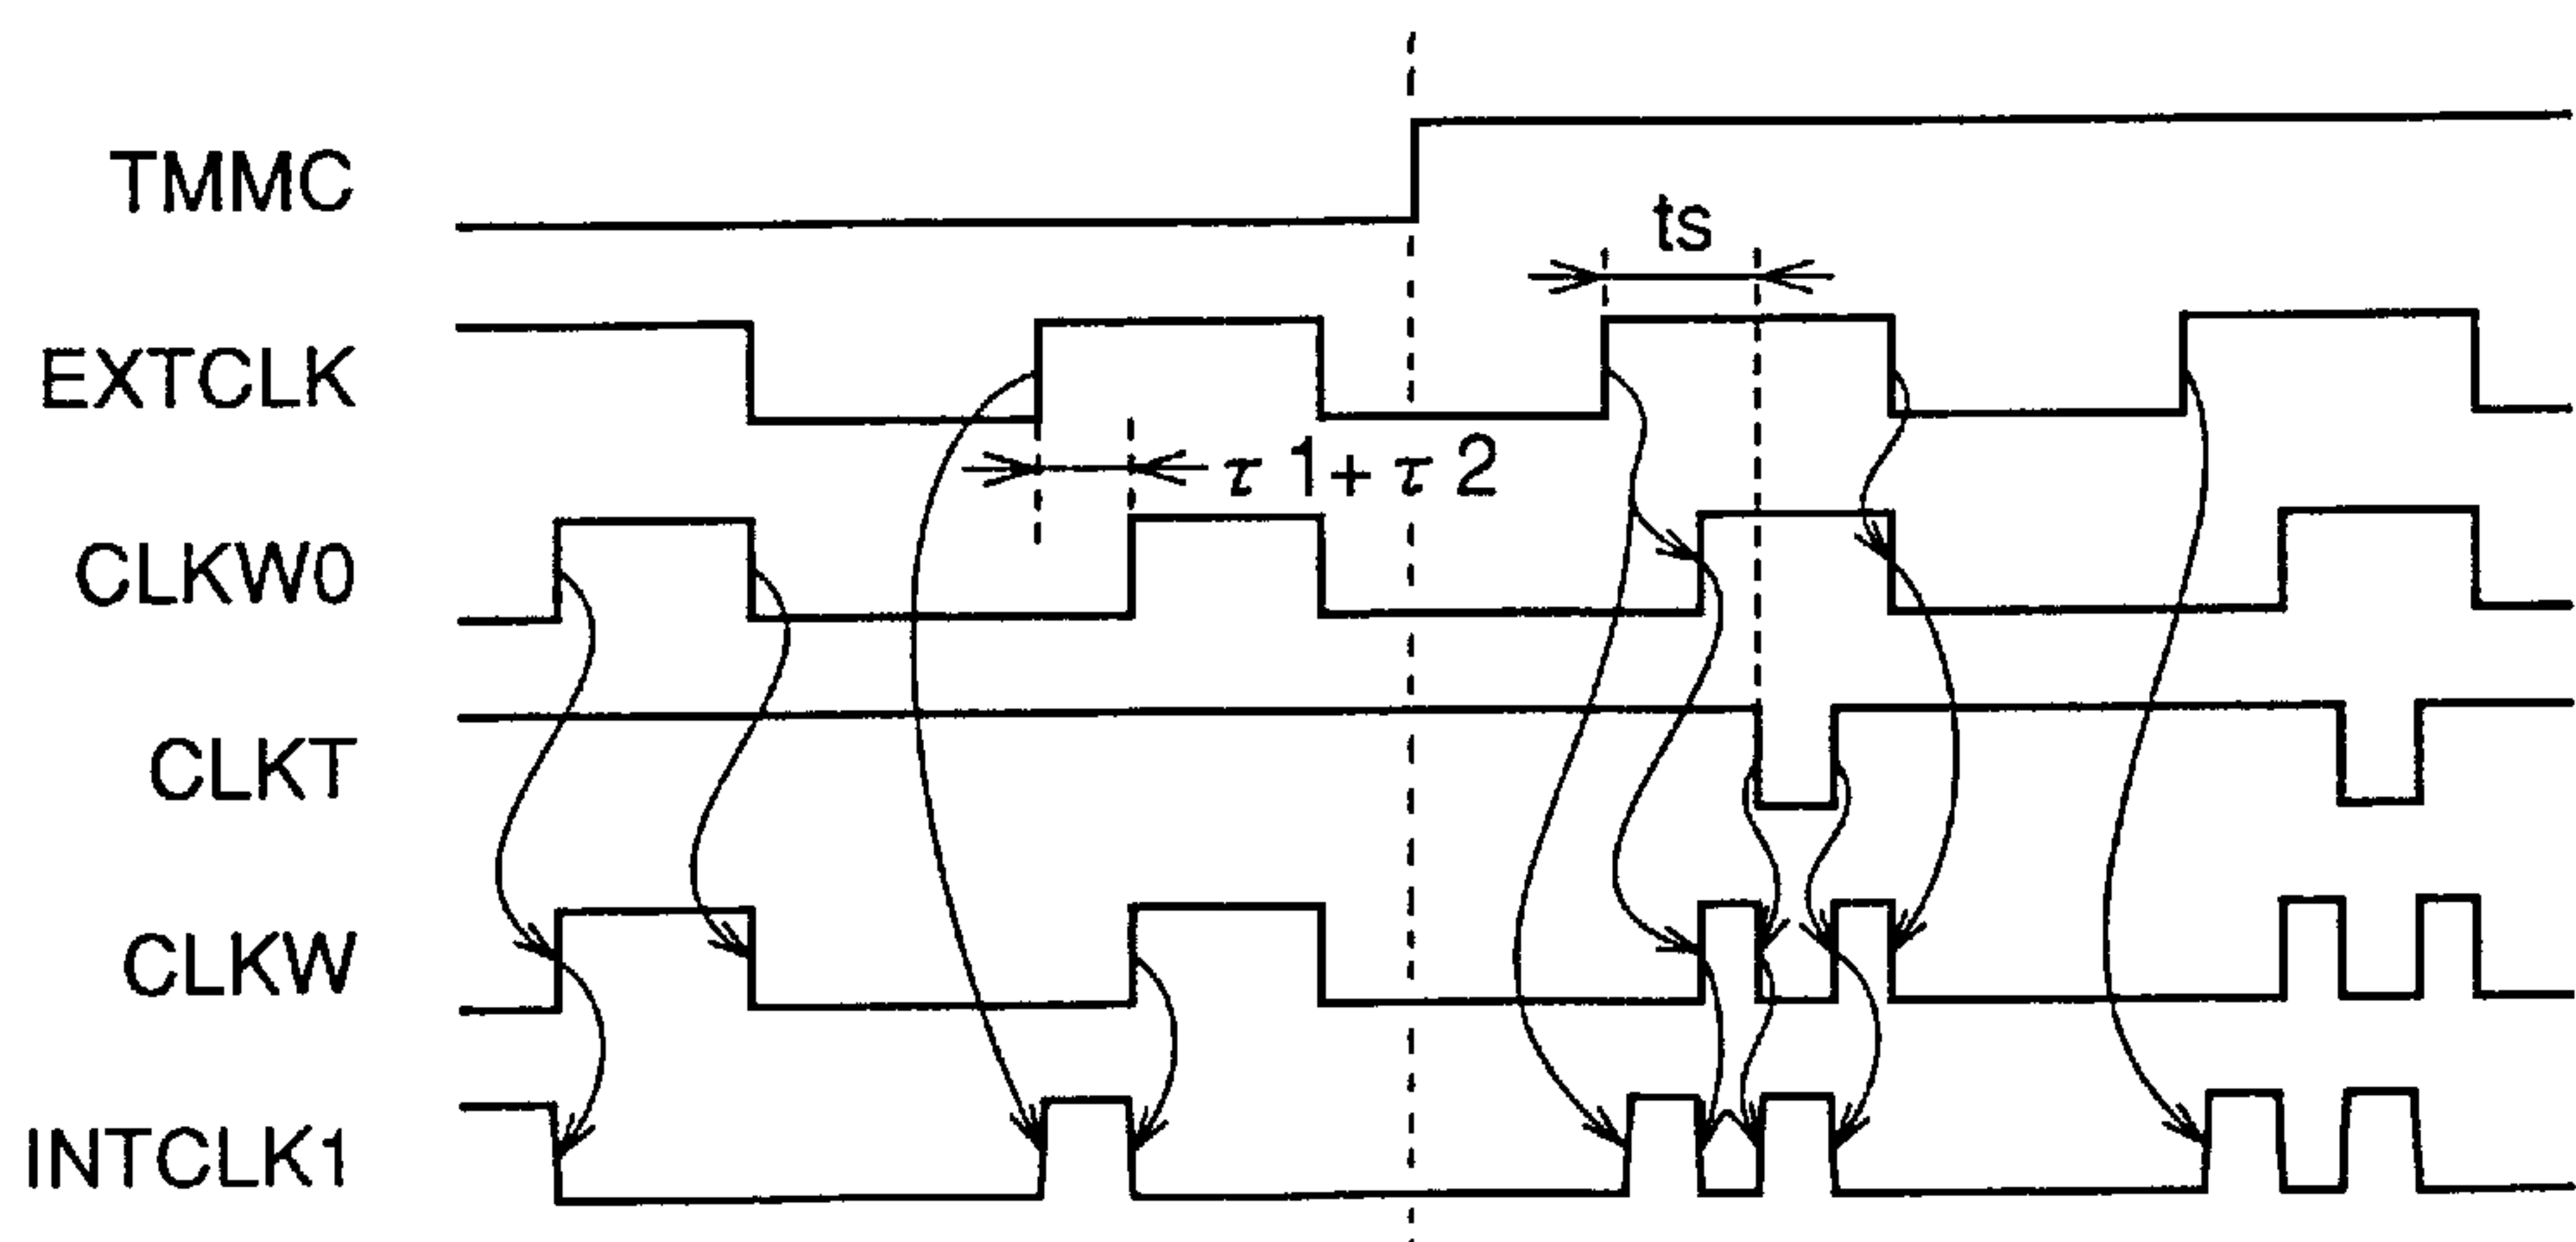 TMMC
ts
EXTCLK
τ 1+ τ 2
CLKW0
CLKT
CLKW
INTCLK1